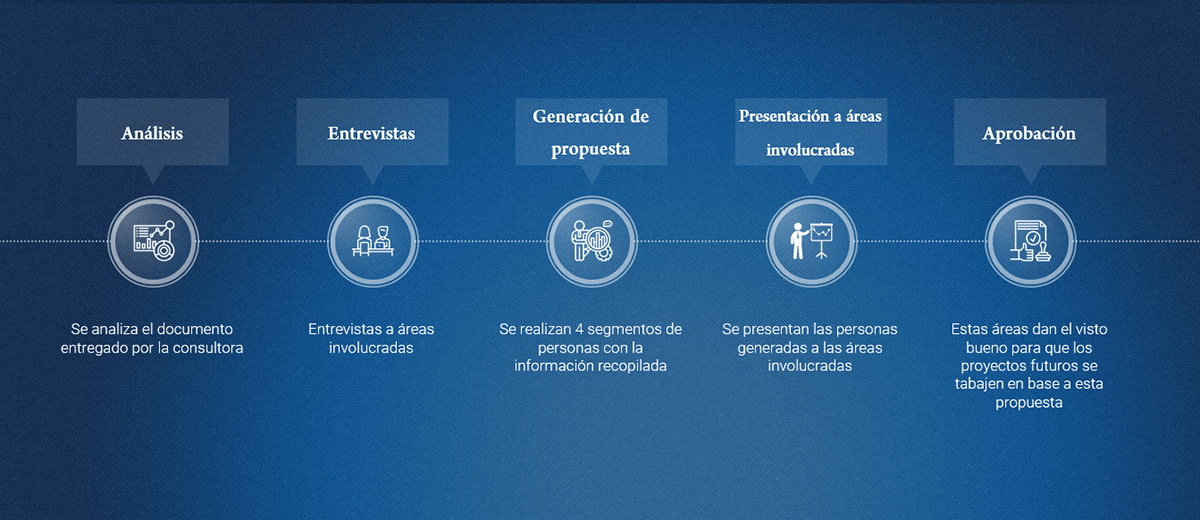 Análisis
Entrevistas
Generación de
propuesta
Presentación a áreas
involucradas
Aprobación
Se analiza el documento
entregado por la consultora
Entrevistas a áreas
involucradas
Se realizan 4 segmentos de
personas con la
información recopilada
Se presentan las personas
generadas a las áreas
involucradas
Estas áreas dan el visto
bueno para que los
proyectos futuros se
tabajen en base a esta
propuesta